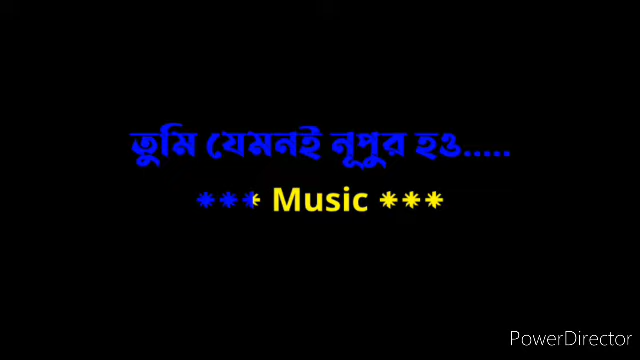 তুমি যেমনই নূপুর হও.....
*** Music ***
PowerDirector